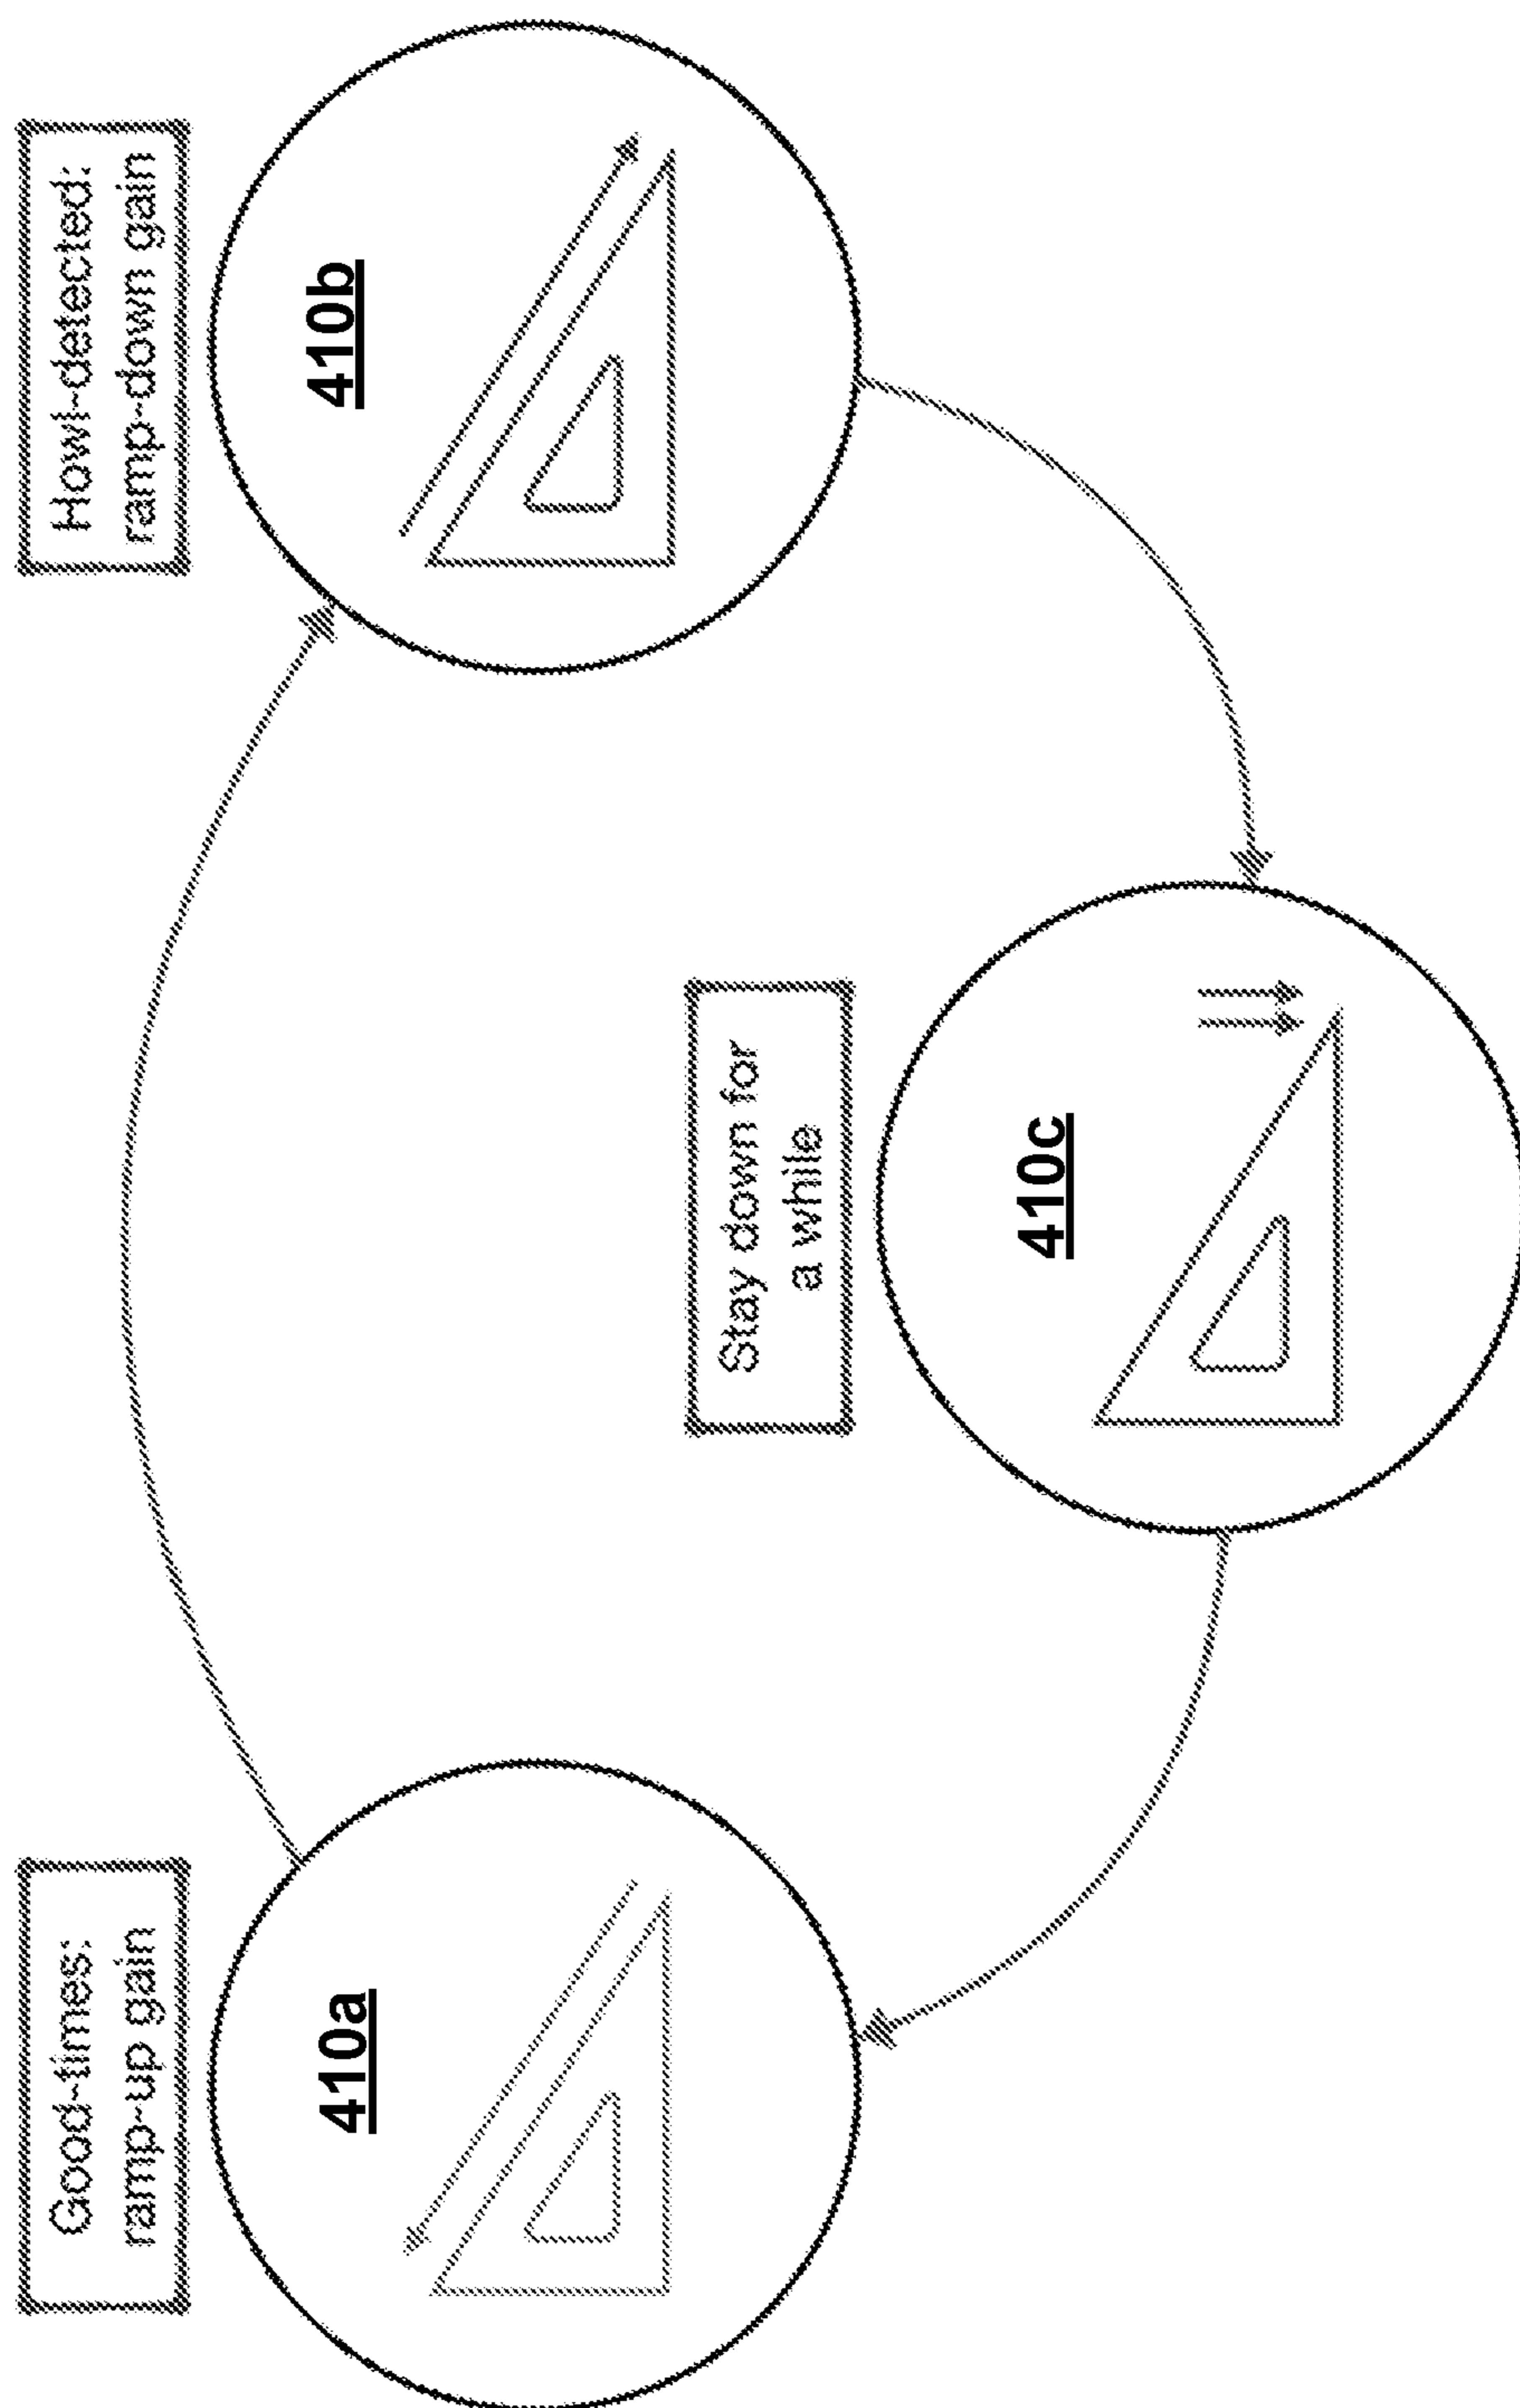 Good-times:
ramp-up gain
410a
Howl-detected:
ramp-down gain
410b
Stay down for
a while
410c